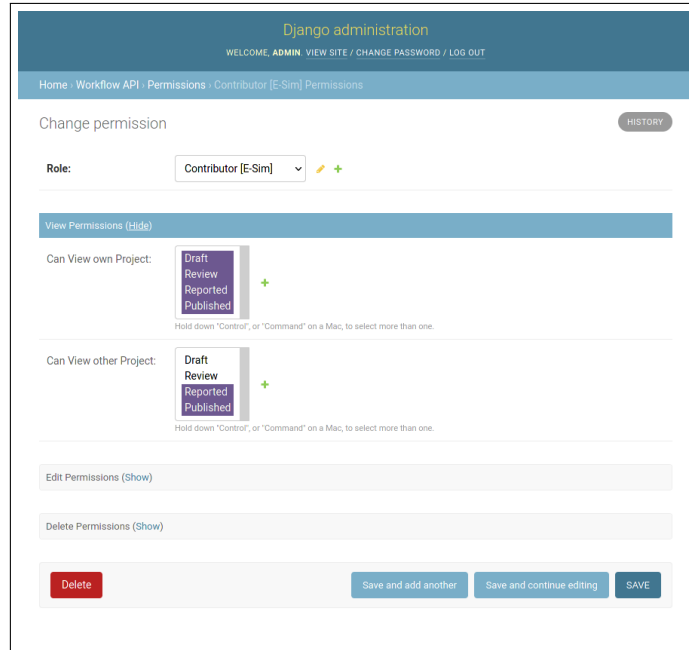 Django administration
WELCOME, ADMIN. VIEW SITE / CHANGE PASSWORD / LOG OUT
Home › Workflow API › Permissions › Contributor [E-Sim] Permissions
Change permission
HISTORY
Role:
Contributor [E-Sim]
View Permissions (Hide)
Can View own Project:
Draft
Review
Reported
Published
Hold down "Control", or "Command" on a Mac, to select more than one.
Can View other Project:
Draft
Review
Reported
Published
Hold down "Control", or "Command" on a Mac, to select more than one.
Edit Permissions (Show)
Delete Permissions (Show)
Delete
Save and add another
Save and continue editing
SAVE